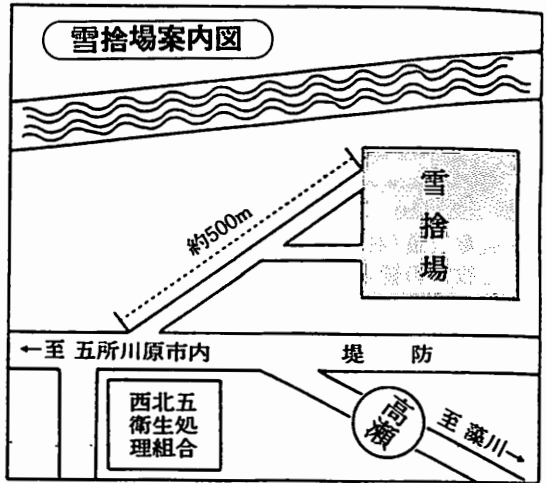 雪捨場案内図
雪捨場
約500m
←至 五所川原市内
堤防
西北五
衛生処
理組合
高瀬
至 藻川→